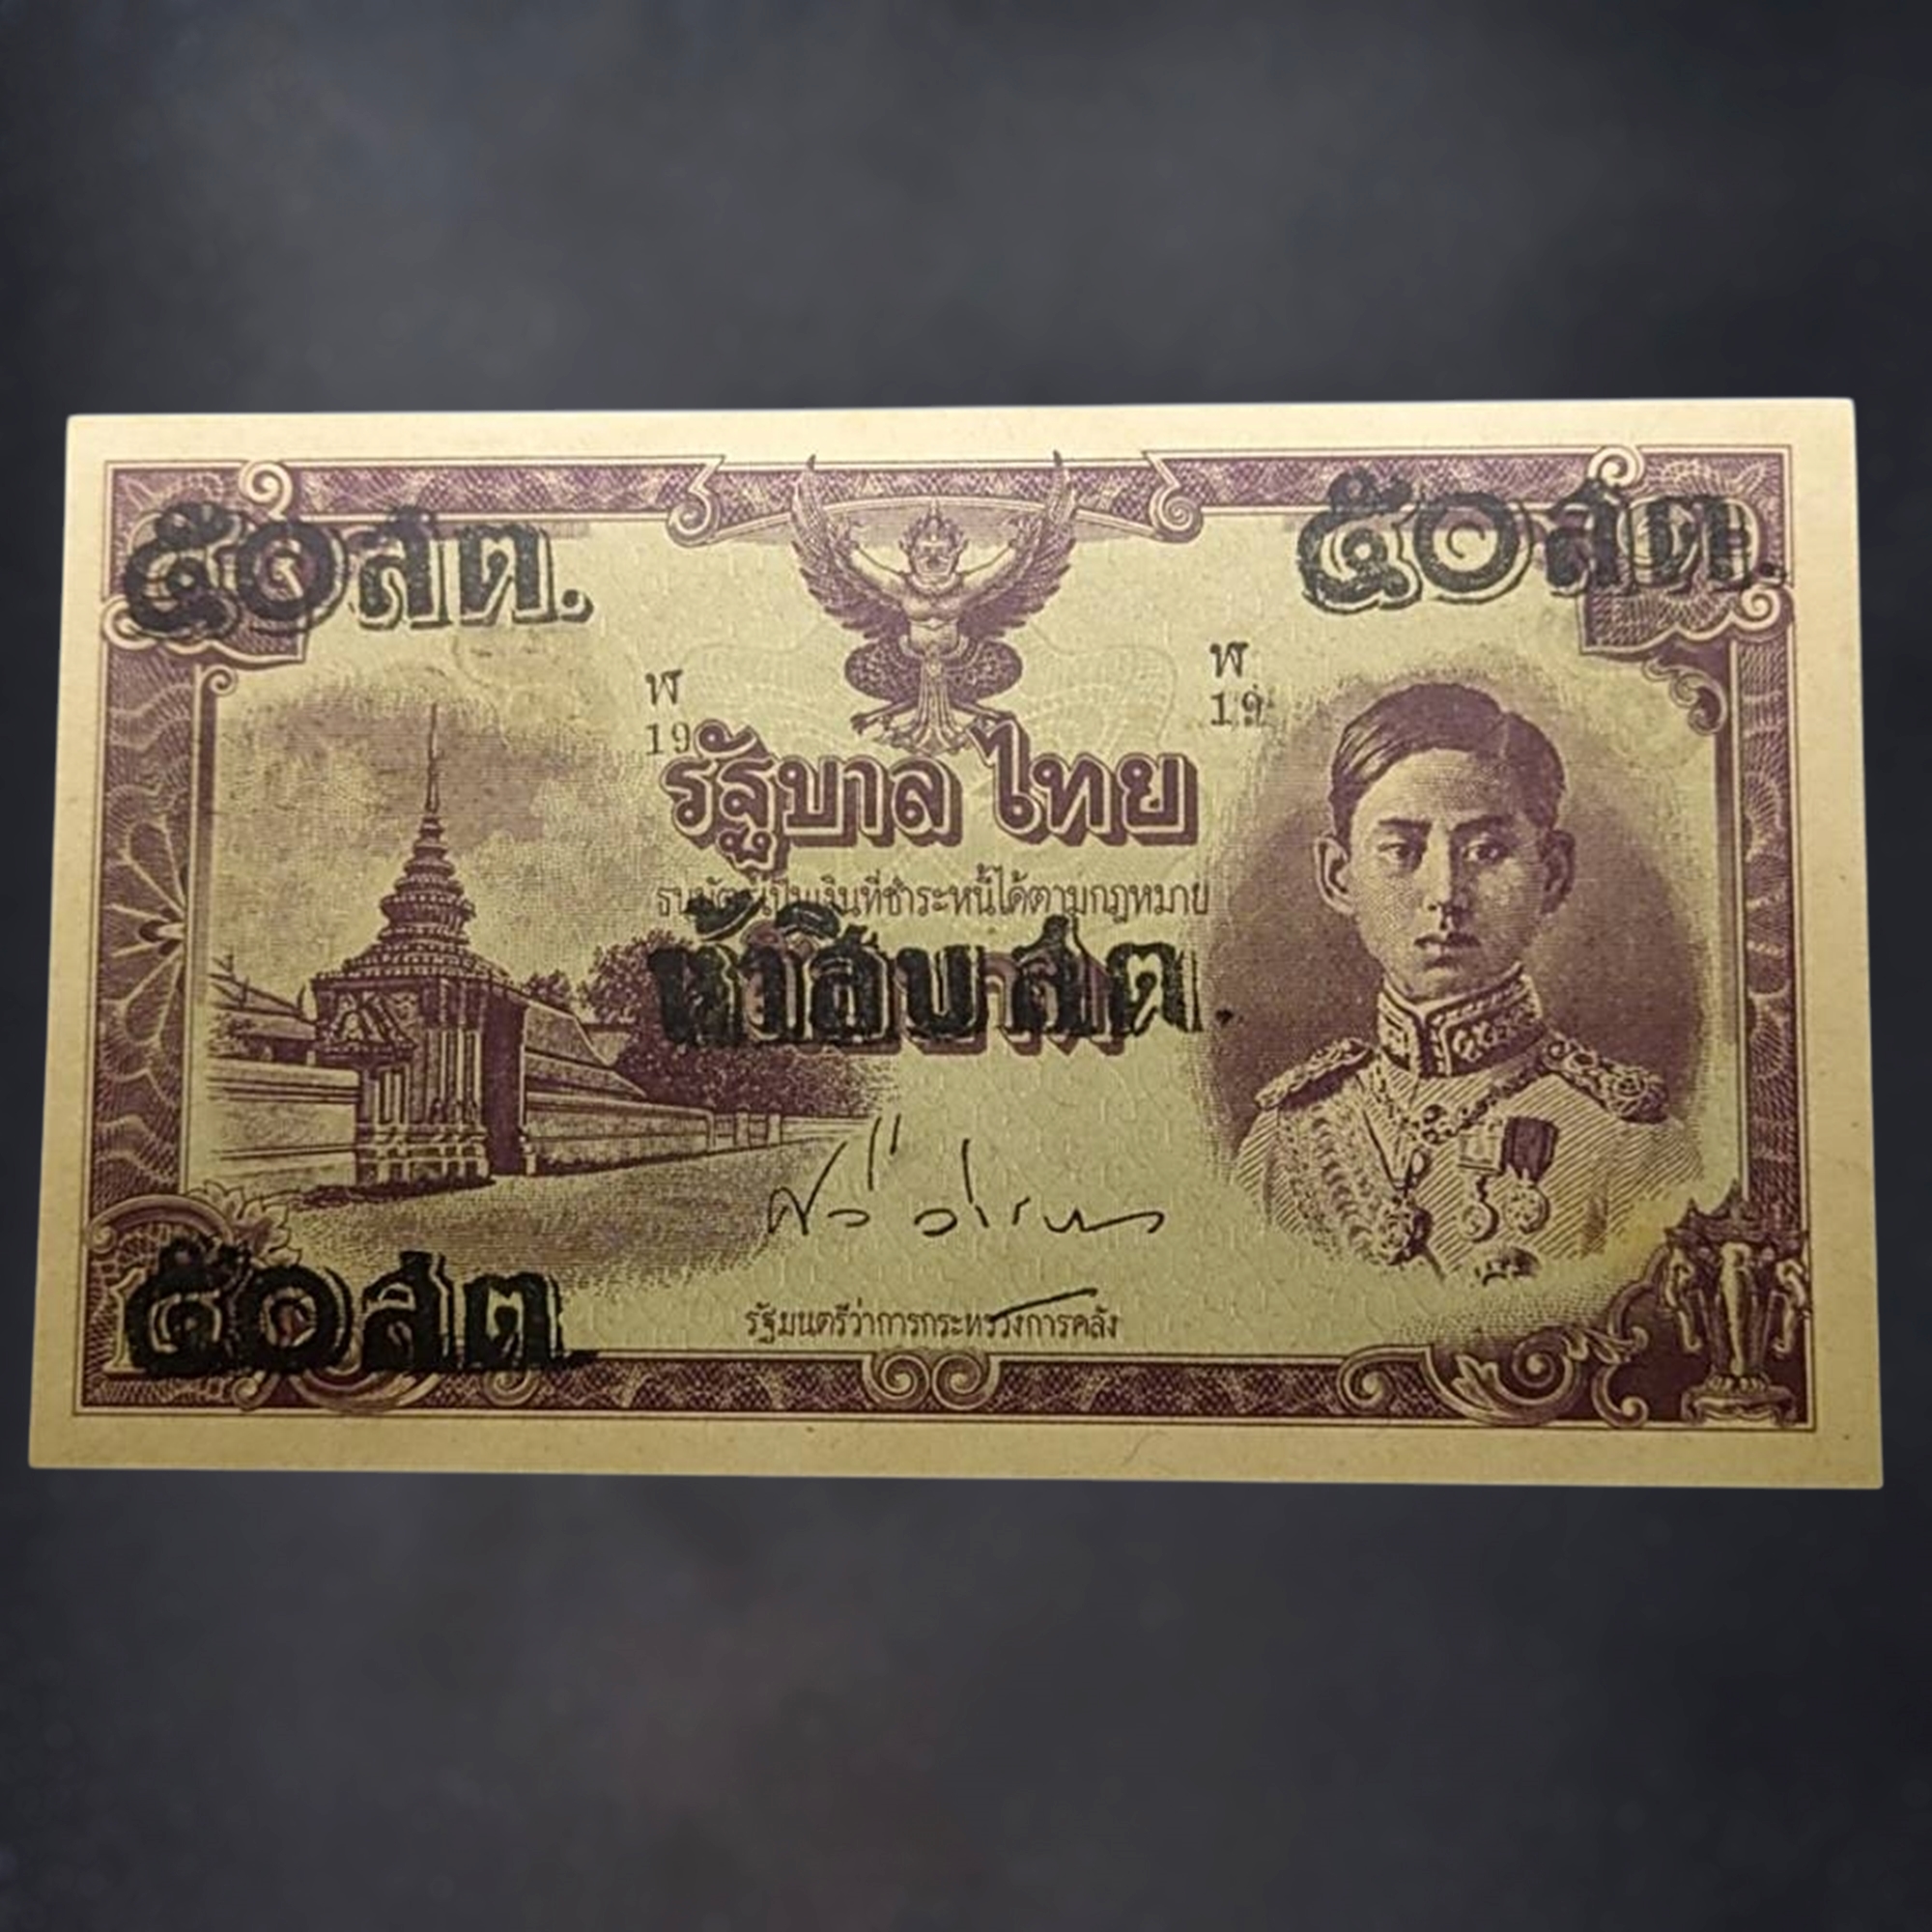 ๕๐สต.
๕๐สต.
พ
19
พ
19
รัฐบาลไทย
ธนบัตร์เป็นเงินที่ชำระหนี้ได้ตามกฎหมาย
ห้าสิบสต.
รัฐมนตรีว่าการกระทรวงการคลัง
๕๐สต.